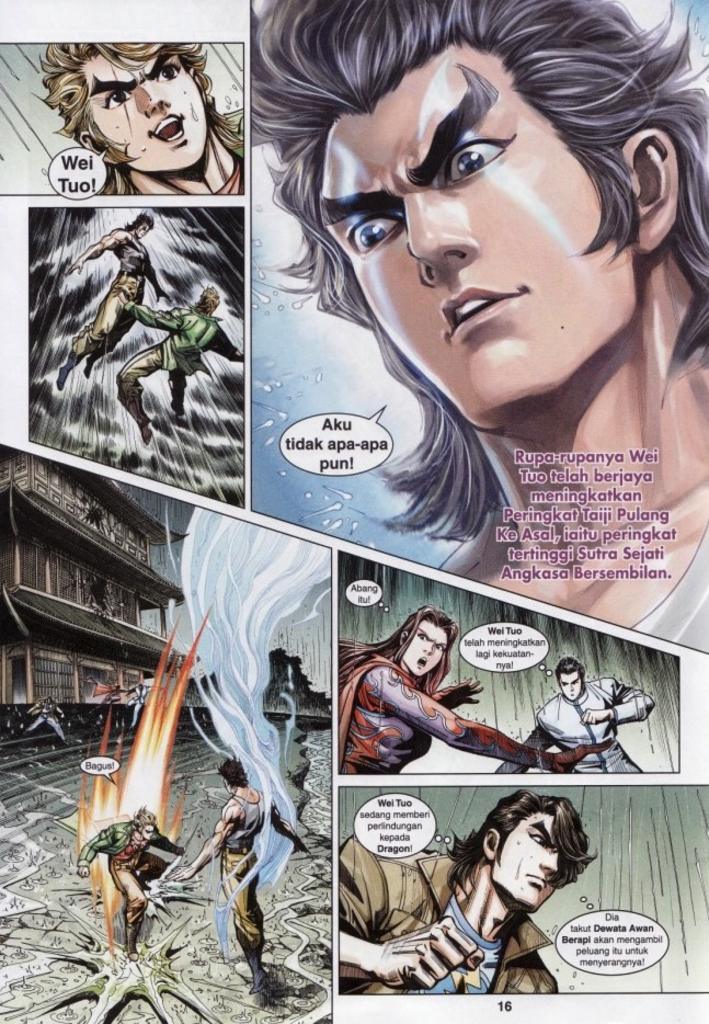 Wei
Tuo!
Aku
tidak apa-apa
pun!
Rupa-rupanya Wei
Tuo telah berjaya
meningkatkan
Peringkat Taiji Pulang
Ke Asal, iaitu peringkat
tertinggi Sutra Sejati
Angkasa Bersembilan.
Bagus!
Abang
itu!
Wei Tuo
telah meningkatkan
lagi kekuatan-
nya!
Wei Tuo
sedang memberi
perlindungan
kepada
Dragon!
Dia
takut Dewata Awan
Berapi akan mengambil
peluang itu untuk
menyerangnya!
16